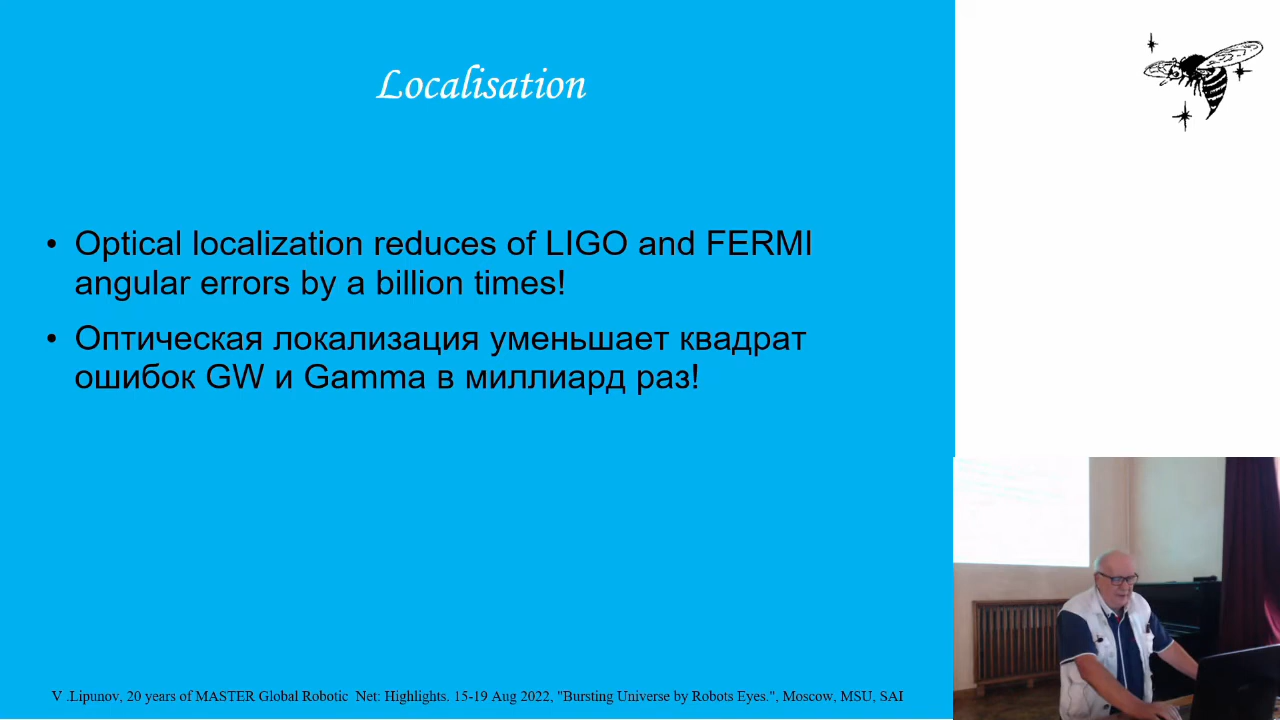 Localisation
• Optical localization reduces of LIGO and FERMI
angular errors by a billion times!
• Оптическая локализация уменьшает квадрат
ошибок GW и Gamma в миллиард раз!
V .Lipunov, 20 years of MASTER Global Robotic Net: Highlights. 15-19 Aug 2022, "Bursting Universe by Robots Eyes.", Moscow, MSU, SAI